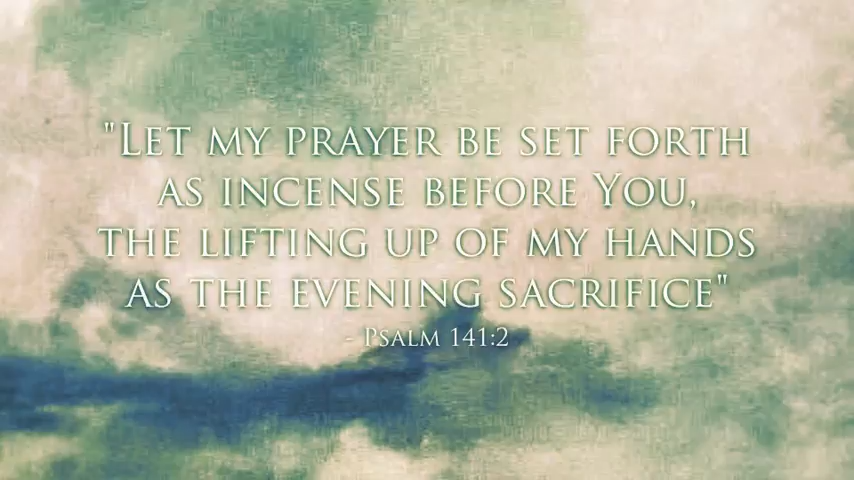 "Let my prayer be set forth
as incense before You,
the lifting up of my hands
as the evening sacrifice"
- Psalm 141:2